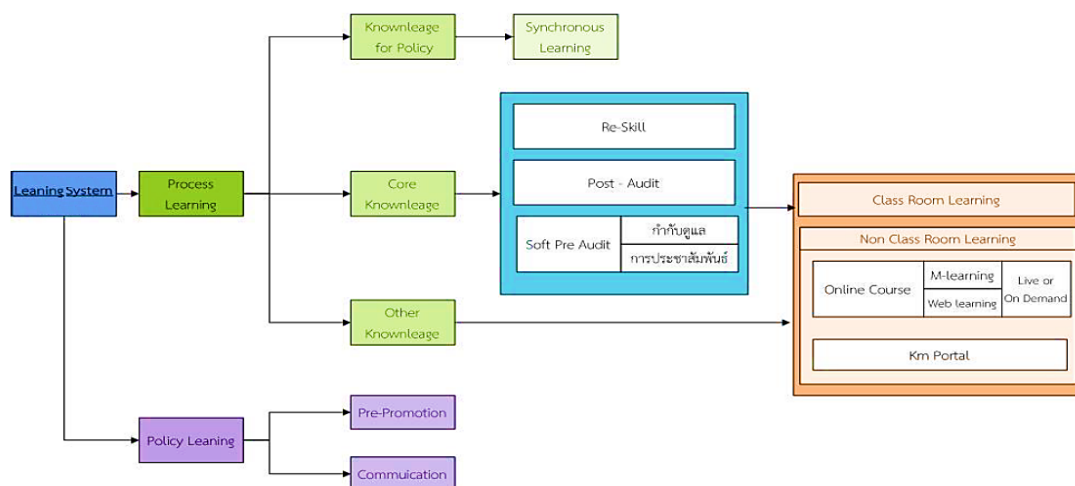 Knownleage
for Policy
Synchronous
Learning
Re-Skill
Leaning System
Process
Learning
Core
Knownleage
Post - Audit
Soft Pre Audit
กำกับดูแล
การประชาสัมพันธ์
Class Room Learning
Non Class Room Learning
Online Course
M-learning
Web learning
Live or
On Demand
Km Portal
Other
Knownleage
Policy Leaning
Pre-Promotion
Commuication